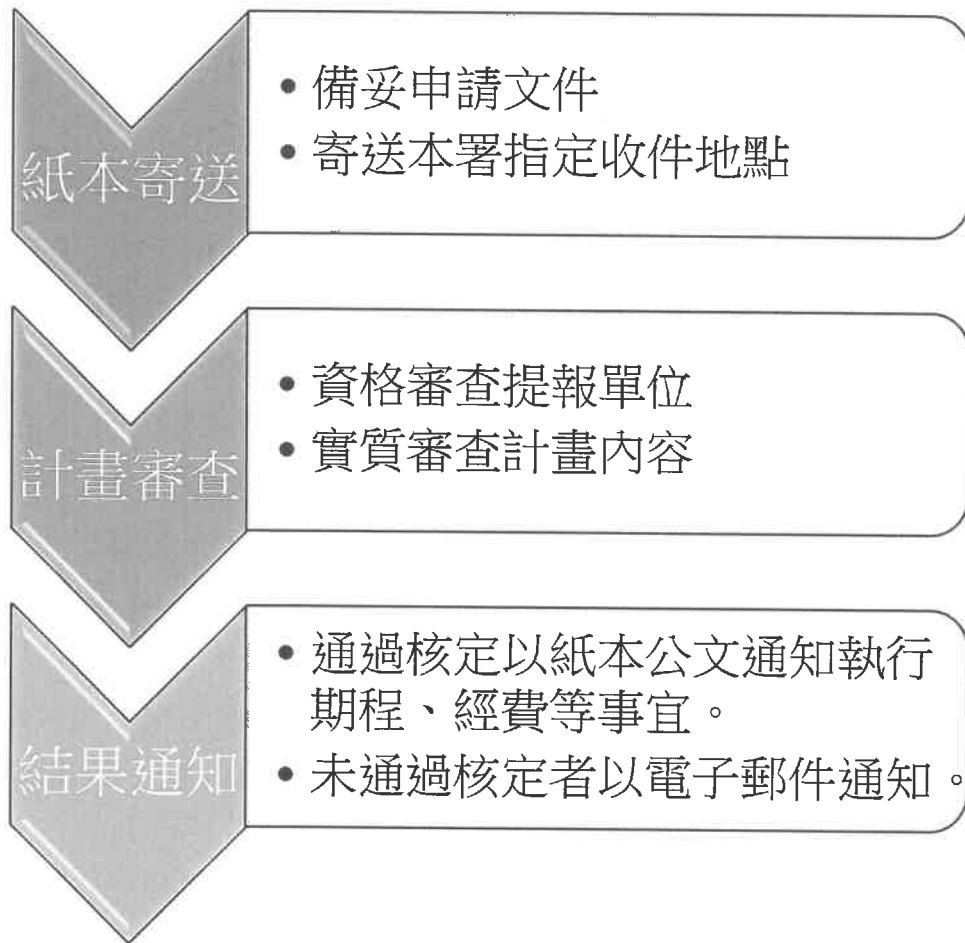 紙本寄送
• 備妥申請文件
• 寄送本署指定收件地點
計畫審查
• 資格審查提報單位
• 實質審查計畫內容
結果通知
• 通過核定以紙本公文通知執行
期程、經費等事宜。
• 未通過核定者以電子郵件通知。